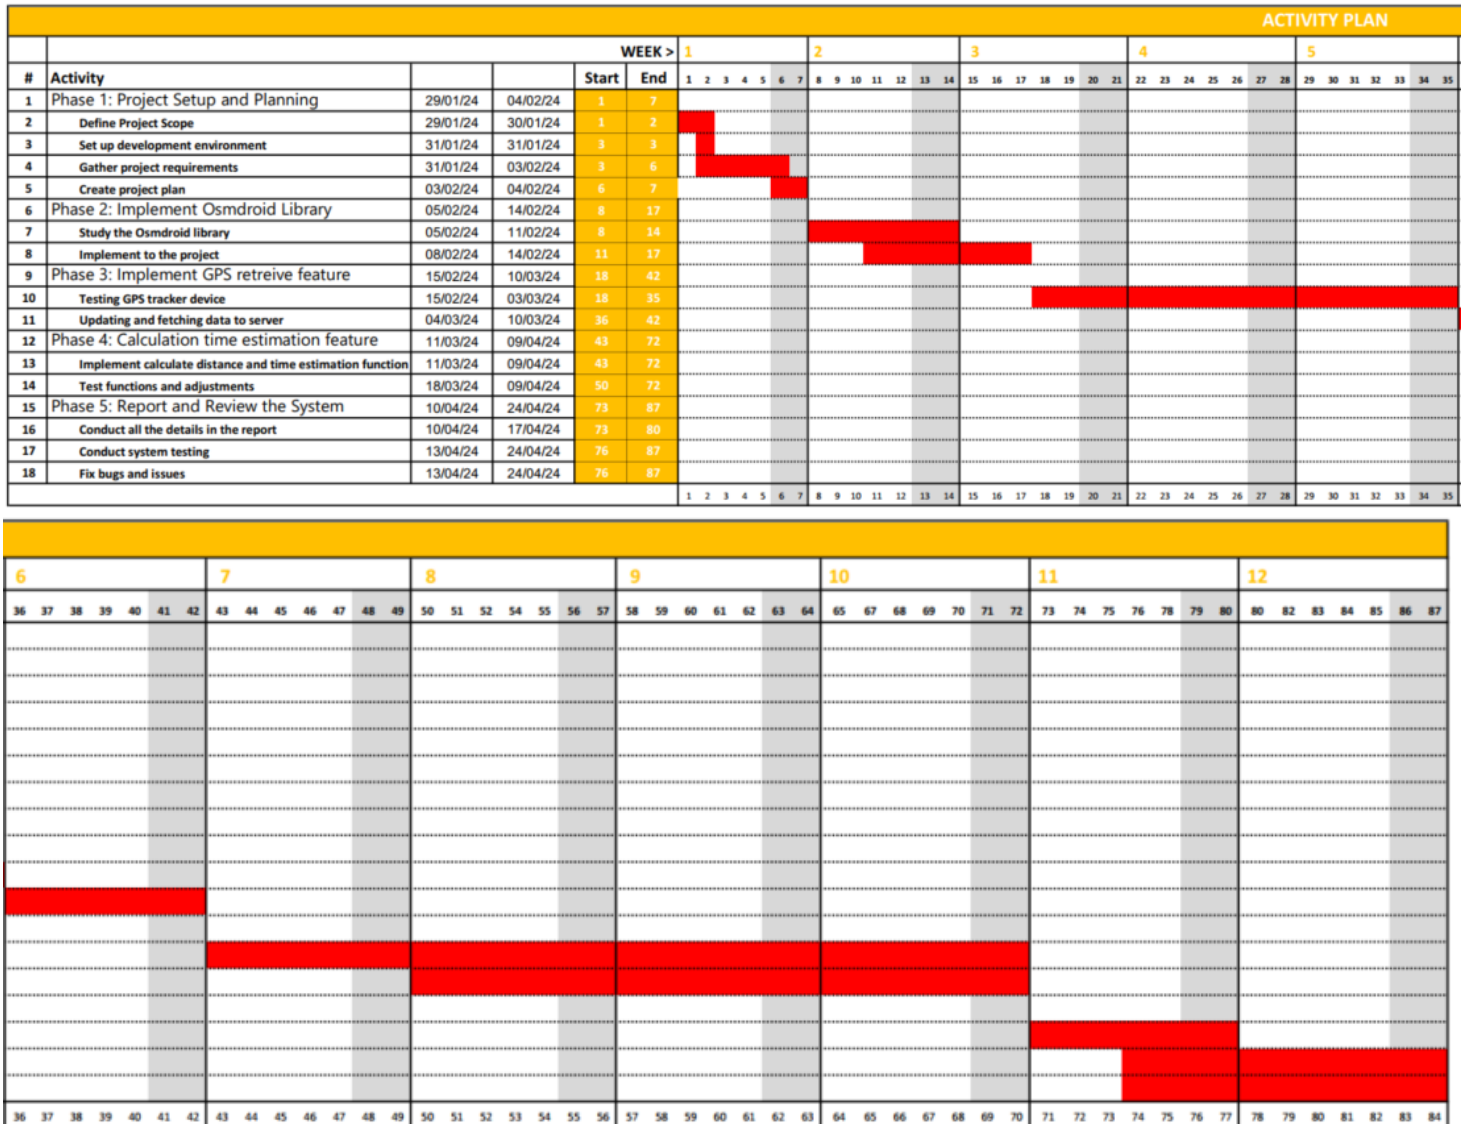 ACTIVITY PLAN
WEEK > 1 2 3 4 5
# Activity Start End 1 2 3 4 5 6 7 8 9 10 11 12 13 14 15 16 17 18 19 20 21 22 23 24 25 26 27 28 29 30 31 32 33 34 35
1 Phase 1: Project Setup and Planning 29/01/24 04/02/24 1 7
2 Define Project Scope 29/01/24 30/01/24 1 2
3 Set up development environment 31/01/24 31/01/24 3 3
4 Gather project requirements 31/01/24 03/02/24 3 6
5 Create project plan 03/02/24 04/02/24 6 7
6 Phase 2: Implement Osmdroid Library 05/02/24 14/02/24 8 17
7 Study the Osmdroid library 05/02/24 11/02/24 8 14
8 Implement to the project 08/02/24 14/02/24 11 17
9 Phase 3: Implement GPS retreive feature 15/02/24 10/03/24 18 42
10 Testing GPS tracker device 15/02/24 03/03/24 18 35
11 Updating and fetching data to server 04/03/24 10/03/24 36 42
12 Phase 4: Calculation time estimation feature 11/03/24 09/04/24 43 72
13 Implement calculate distance and time estimation function 11/03/24 09/04/24 43 72
14 Test functions and adjustments 18/03/24 09/04/24 50 72
15 Phase 5: Report and Review the System 10/04/24 24/04/24 73 87
16 Conduct all the details in the report 10/04/24 17/04/24 73 80
17 Conduct system testing 13/04/24 24/04/24 76 87
18 Fix bugs and issues 13/04/24 24/04/24 76 87
1 2 3 4 5 6 7 8 9 10 11 12 13 14 15 16 17 18 19 20 21 22 23 24 25 26 27 28 29 30 31 32 33 34 35
6 7 8 9 10 11 12
36 37 38 39 40 41 42 43 44 45 46 47 48 49 50 51 52 54 55 56 57 58 59 60 61 62 63 64 65 67 68 69 70 71 72 73 74 75 76 78 79 80 80 82 83 84 85 86 87
36 37 38 39 40 41 42 43 44 45 46 47 48 49 50 51 52 53 54 55 56 57 58 59 60 61 62 63 64 65 66 67 68 69 70 71 72 73 74 75 76 77 78 79 80 81 82 83 84